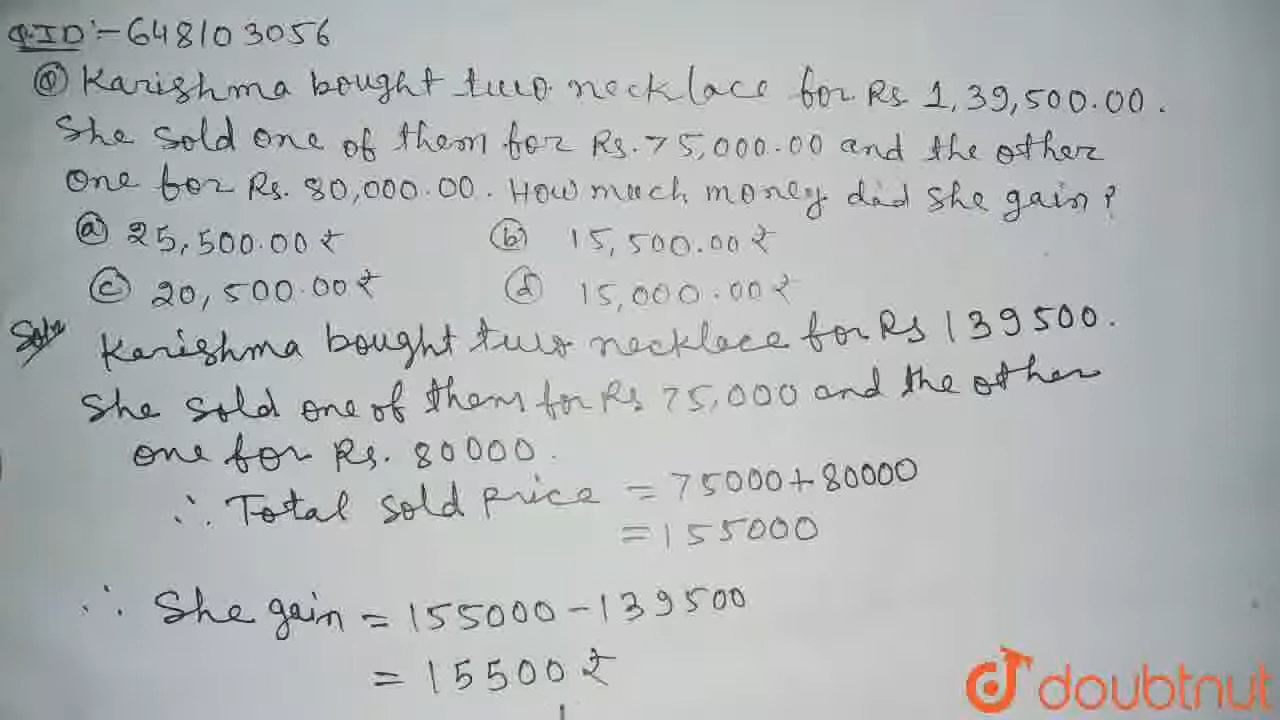 Q.ID:- 648103056
Q Karishma bought two necklace for Rs. 1,39,500.00.
She sold one of them for Rs. 75,000.00 and the other
one for Rs. 80,000.00. How much money did she gain?
a 25,500.00 ₹ b 15,500.00 ₹
c 20,500.00 ₹ d 15,000.00 ₹
Soln Karishma bought two necklace for Rs 139500.
She sold one of them for Rs 75,000 and the other
one for Rs. 80000.
∴ Total sold price = 75000+80000
= 155000
∴ She gain = 155000 - 139500
= 15500 ₹
doubtnut